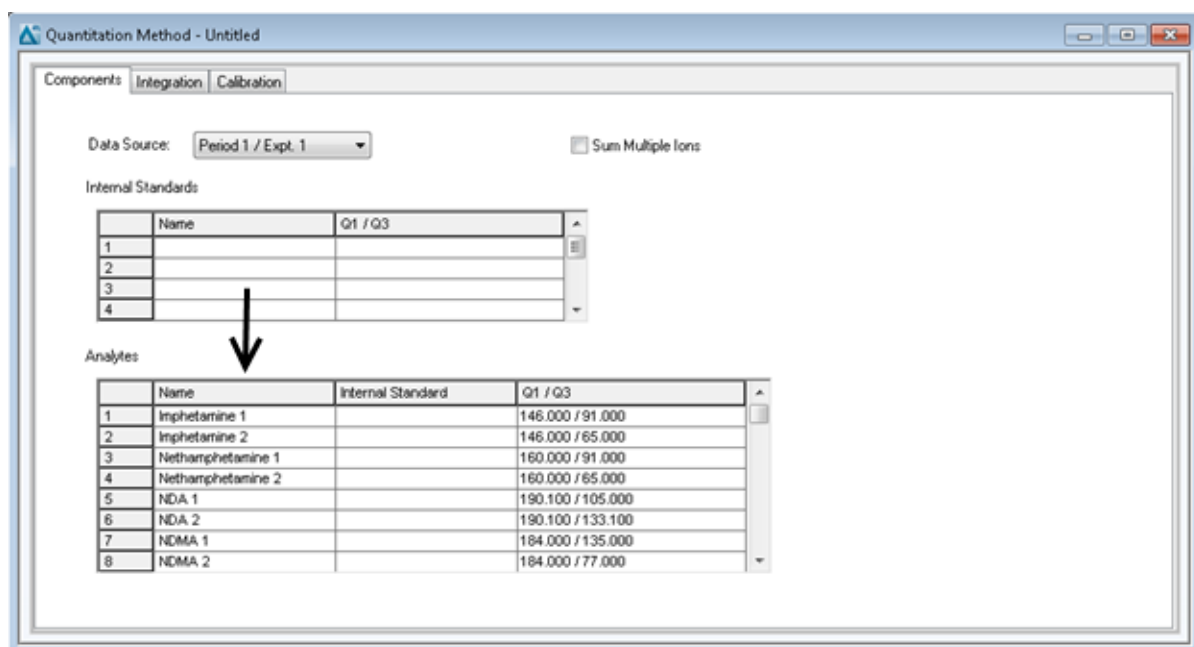 Quantitation Method - Untitled
Components Integration Calibration
Data Source: Period 1 / Expt. 1 Sum Multiple Ions
Internal Standards
Name Q1 / Q3
1
2
3
4
Analytes
Name Internal Standard Q1 / Q3
1 Imphetamine 1 146.000 / 91.000
2 Imphetamine 2 146.000 / 65.000
3 Nethamphetamine 1 160.000 / 91.000
4 Nethamphetamine 2 160.000 / 65.000
5 NDA 1 190.100 / 105.000
6 NDA 2 190.100 / 133.100
7 NDMA 1 184.000 / 135.000
8 NDMA 2 184.000 / 77.000